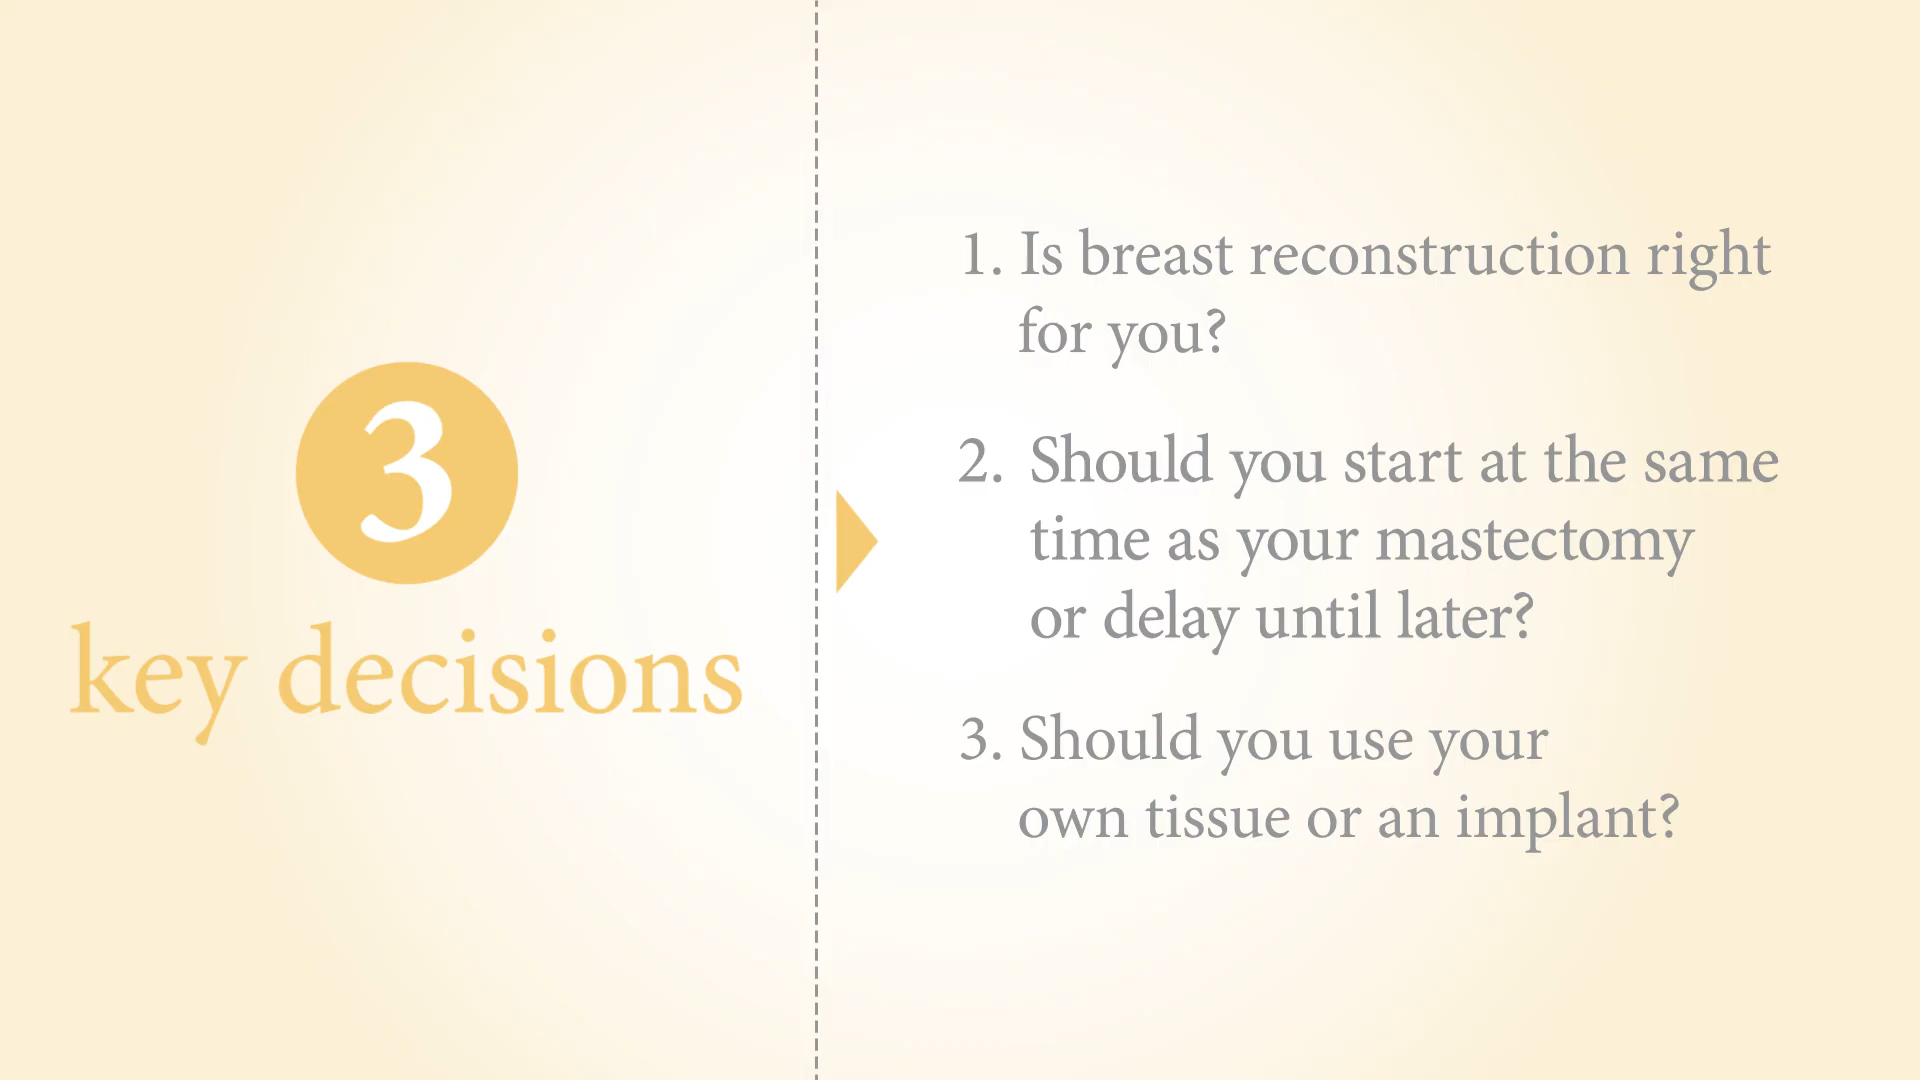 3
key decisions
1. Is breast reconstruction right
for you?
2. Should you start at the same
time as your mastectomy
or delay until later?
3. Should you use your
own tissue or an implant?